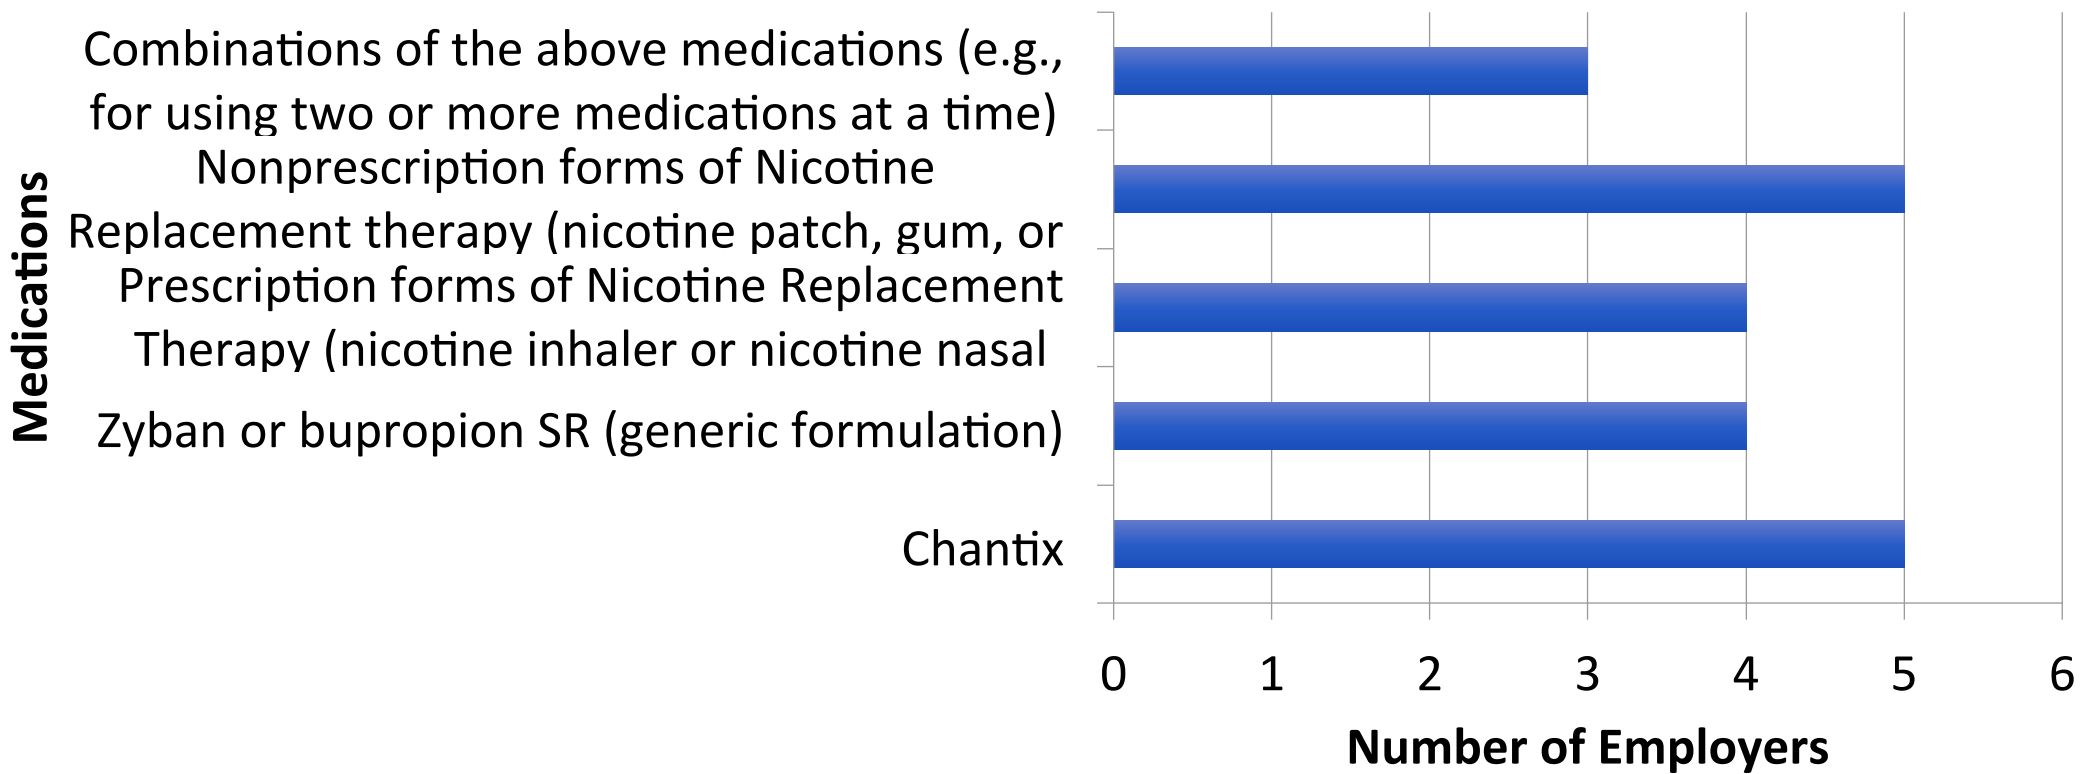 Medications
Combinations of the above medications (e.g.,
for using two or more medications at a time)
Nonprescription forms of Nicotine
Replacement therapy (nicotine patch, gum, or
Prescription forms of Nicotine Replacement
Therapy (nicotine inhaler or nicotine nasal
Zyban or bupropion SR (generic formulation)
Chantix
0 1 2 3 4 5 6
Number of Employers